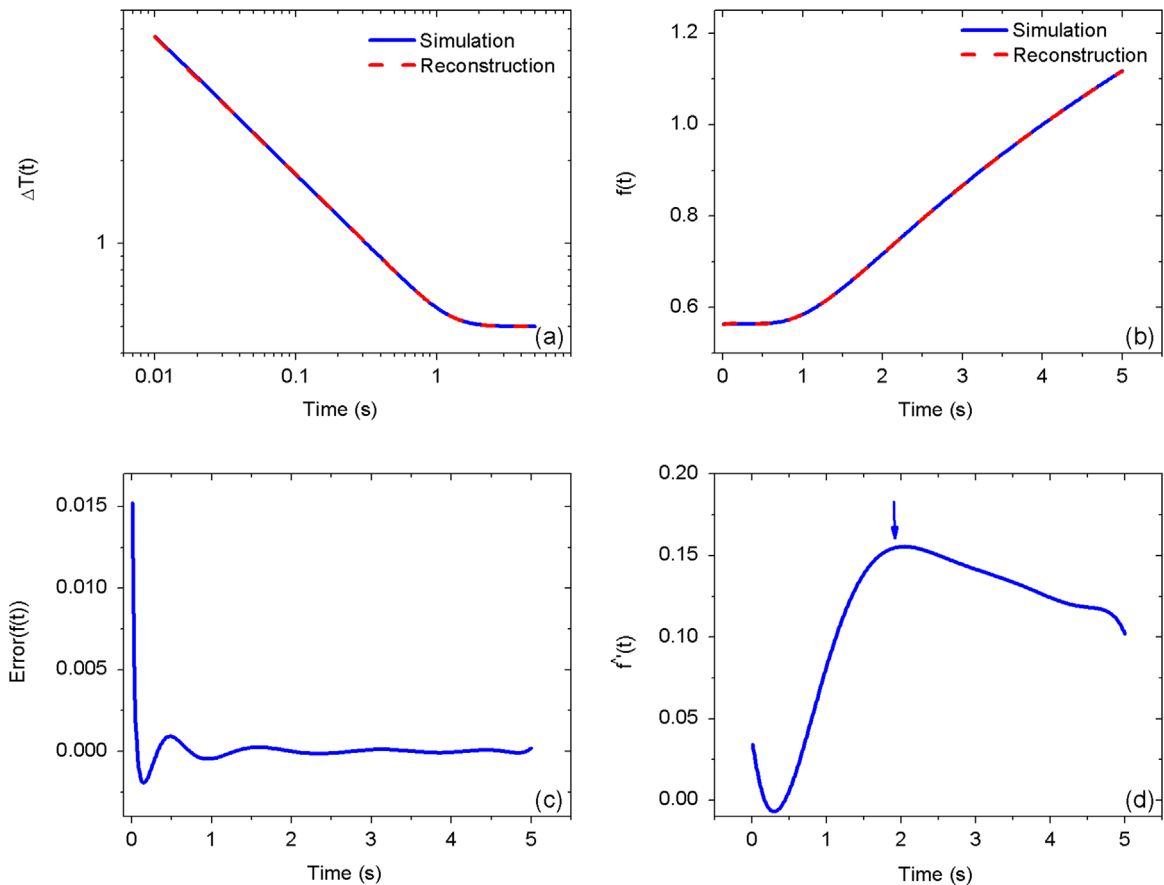 Simulation
Reconstruction
ΔT(t)
1
0.01
0.1
1
Time (s)
(a)
Simulation
Reconstruction
f(t)
1.2
1.0
0.8
0.6
0
1
2
3
4
5
Time (s)
(b)
Error(f(t))
0.015
0.010
0.005
0.000
0
1
2
3
4
5
Time (s)
(c)
f^'(t)
0.20
0.15
0.10
0.05
0.00
0
1
2
3
4
5
Time (s)
(d)